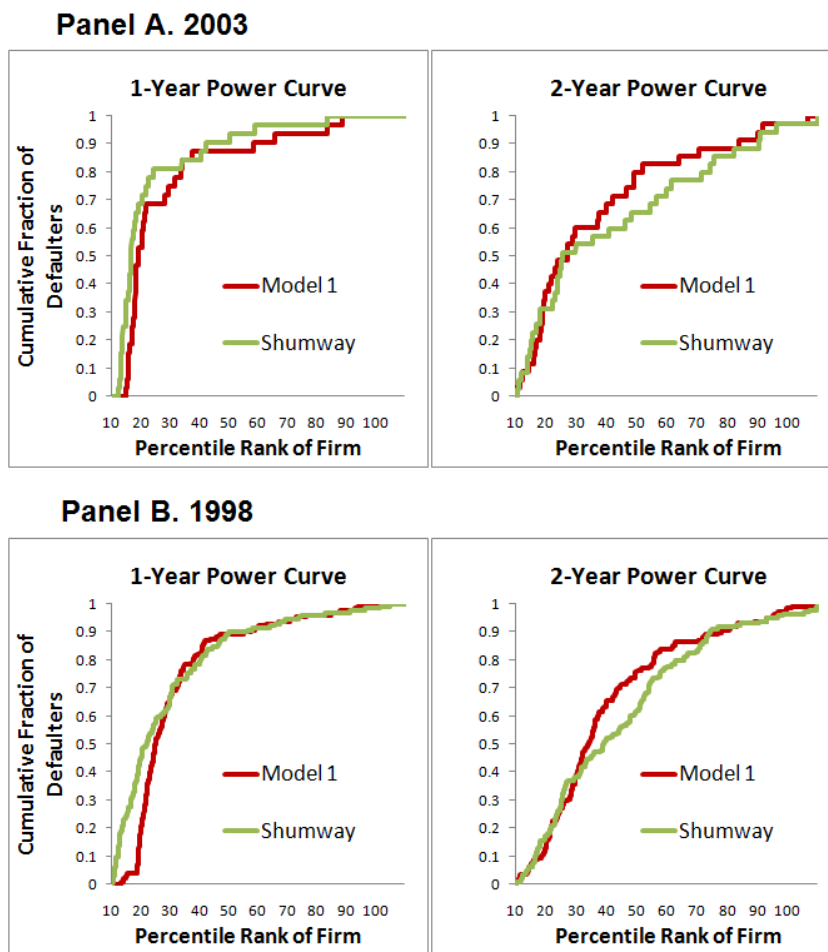 Panel A. 2003
1-Year Power Curve
Cumulative Fraction of
Defaulters
1
0.9
0.8
0.7
0.6
0.5
0.4
0.3
0.2
0.1
0
Model 1
Shumway
10 20 30 40 50 60 70 80 90 100
Percentile Rank of Firm
2-Year Power Curve
1
0.9
0.8
0.7
0.6
0.5
0.4
0.3
0.2
0.1
0
Model 1
Shumway
10 20 30 40 50 60 70 80 90 100
Percentile Rank of Firm
Panel B. 1998
1-Year Power Curve
Cumulative Fraction of
Defaulters
1
0.9
0.8
0.7
0.6
0.5
0.4
0.3
0.2
0.1
0
Model 1
Shumway
10 20 30 40 50 60 70 80 90 100
Percentile Rank of Firm
2-Year Power Curve
1
0.9
0.8
0.7
0.6
0.5
0.4
0.3
0.2
0.1
0
Model 1
Shumway
10 20 30 40 50 60 70 80 90 100
Percentile Rank of Firm